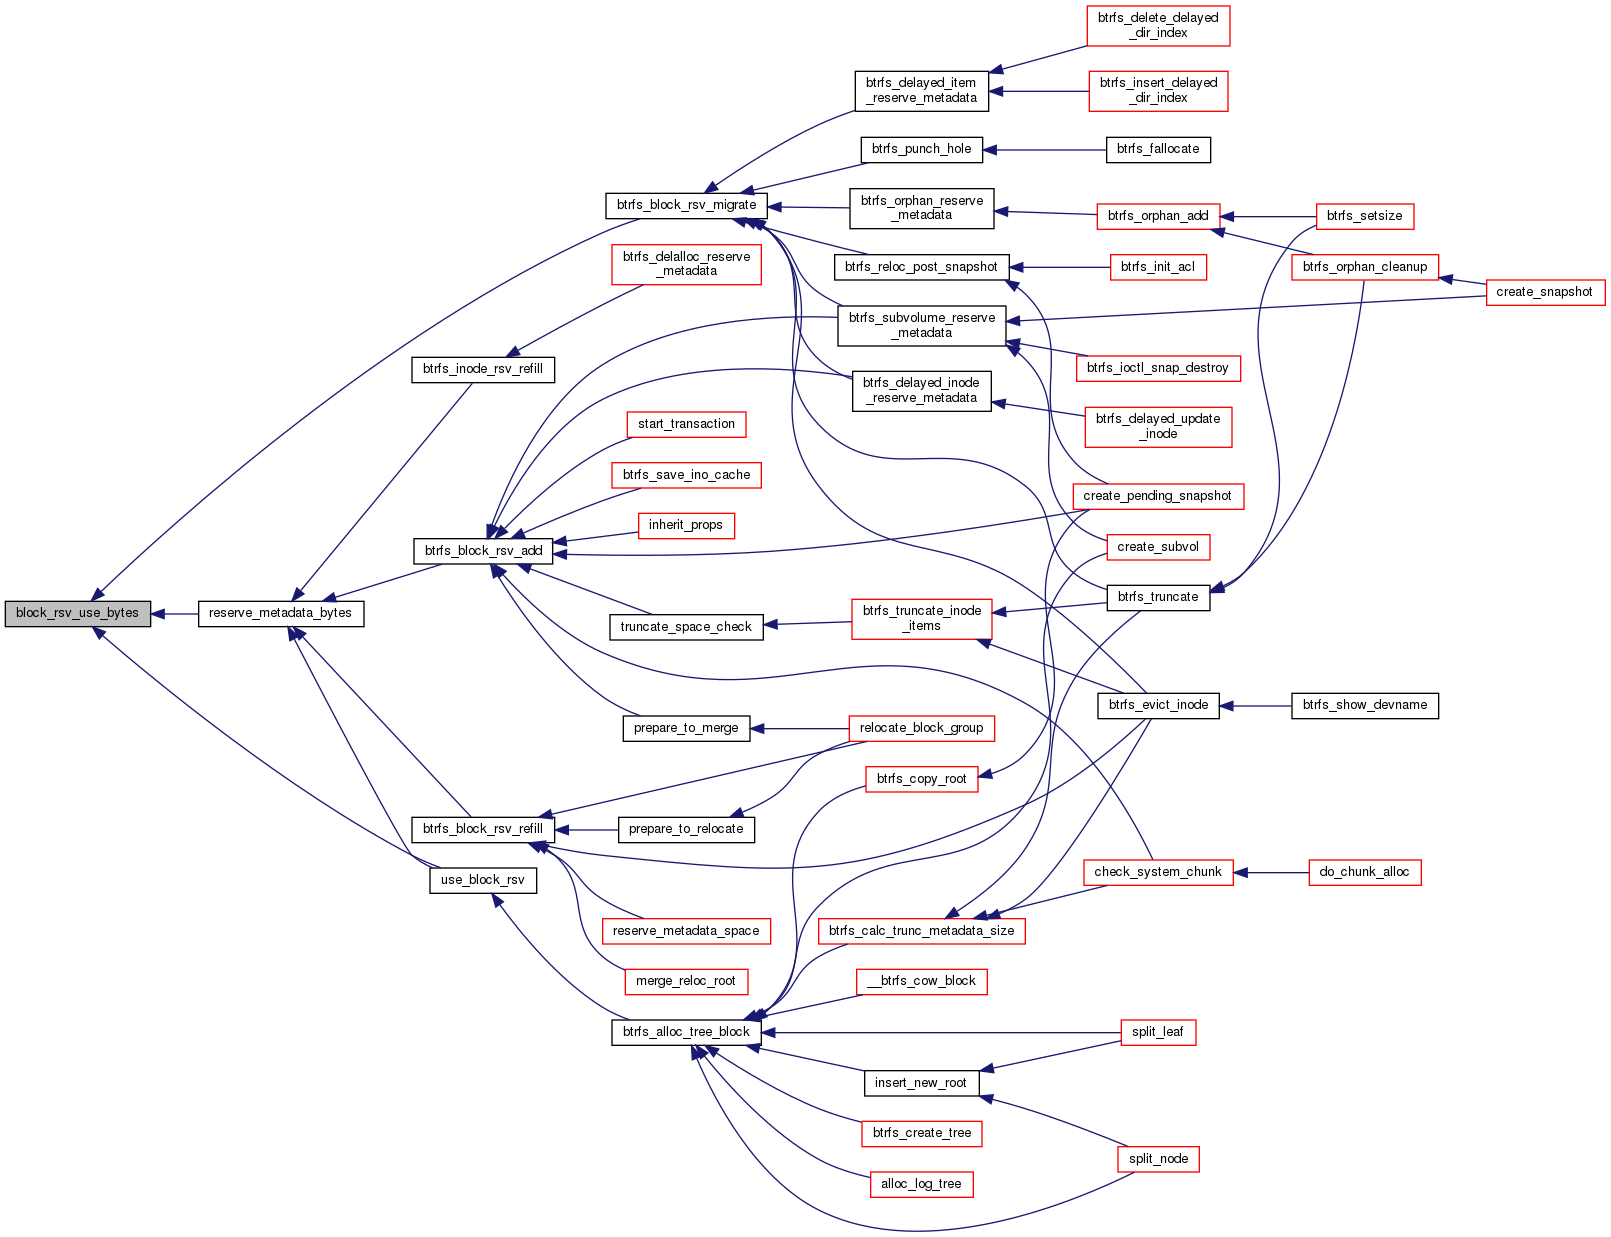 btrfs_delete_delayed
_dir_index
btrfs_delayed_item
_reserve_metadata
btrfs_insert_delayed
_dir_index
btrfs_punch_hole
btrfs_fallocate
btrfs_block_rsv_migrate
btrfs_orphan_reserve
_metadata
btrfs_orphan_add
btrfs_setsize
btrfs_delalloc_reserve
_metadata
btrfs_reloc_post_snapshot
btrfs_init_acl
btrfs_orphan_cleanup
create_snapshot
btrfs_subvolume_reserve
_metadata
btrfs_inode_rsv_refill
btrfs_ioctl_snap_destroy
btrfs_delayed_inode
_reserve_metadata
start_transaction
btrfs_delayed_update
_inode
btrfs_save_ino_cache
create_pending_snapshot
inherit_props
btrfs_block_rsv_add
create_subvol
block_rsv_use_bytes
reserve_metadata_bytes
truncate_space_check
btrfs_truncate_inode
_items
btrfs_truncate
btrfs_evict_inode
btrfs_show_devname
prepare_to_merge
relocate_block_group
btrfs_copy_root
btrfs_block_rsv_refill
prepare_to_relocate
use_block_rsv
check_system_chunk
do_chunk_alloc
reserve_metadata_space
btrfs_calc_trunc_metadata_size
merge_reloc_root
__btrfs_cow_block
btrfs_alloc_tree_block
split_leaf
insert_new_root
btrfs_create_tree
split_node
alloc_log_tree